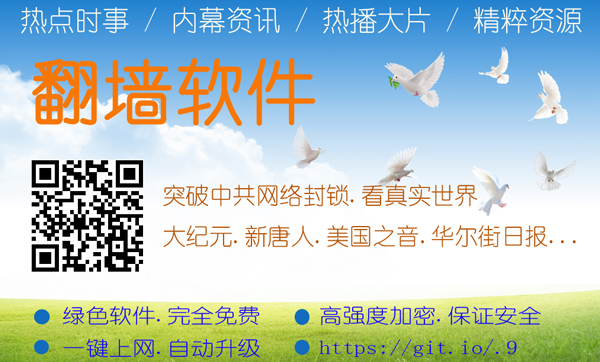 热点时事 / 内幕资讯 / 热播大片 / 精粹资源
翻墙软件
突破中共网络封锁.看真实世界
大纪元.新唐人.美国之音.华尔街日报...
● 绿色软件.完全免费 ● 高强度加密.保证安全
● 一键上网.自动升级 ● https://git.io/.9